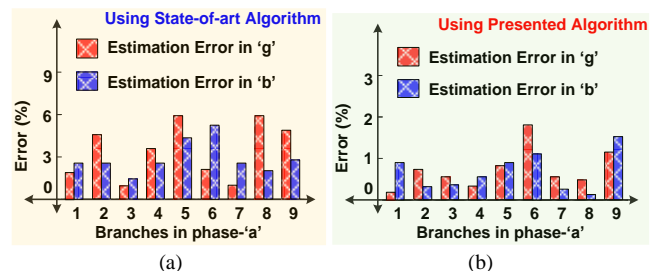 Using State-of-art Algorithm
Estimation Error in ‘g’
Estimation Error in ‘b’
9
6
3
0
Error (%)
1 2 3 4 5 6 7 8 9
Branches in phase-‘a’
(a)
Using Presented Algorithm
Estimation Error in ‘g’
Estimation Error in ‘b’
3
2
1
0
Error (%)
1 2 3 4 5 6 7 8 9
Branches in phase-‘a’
(b)